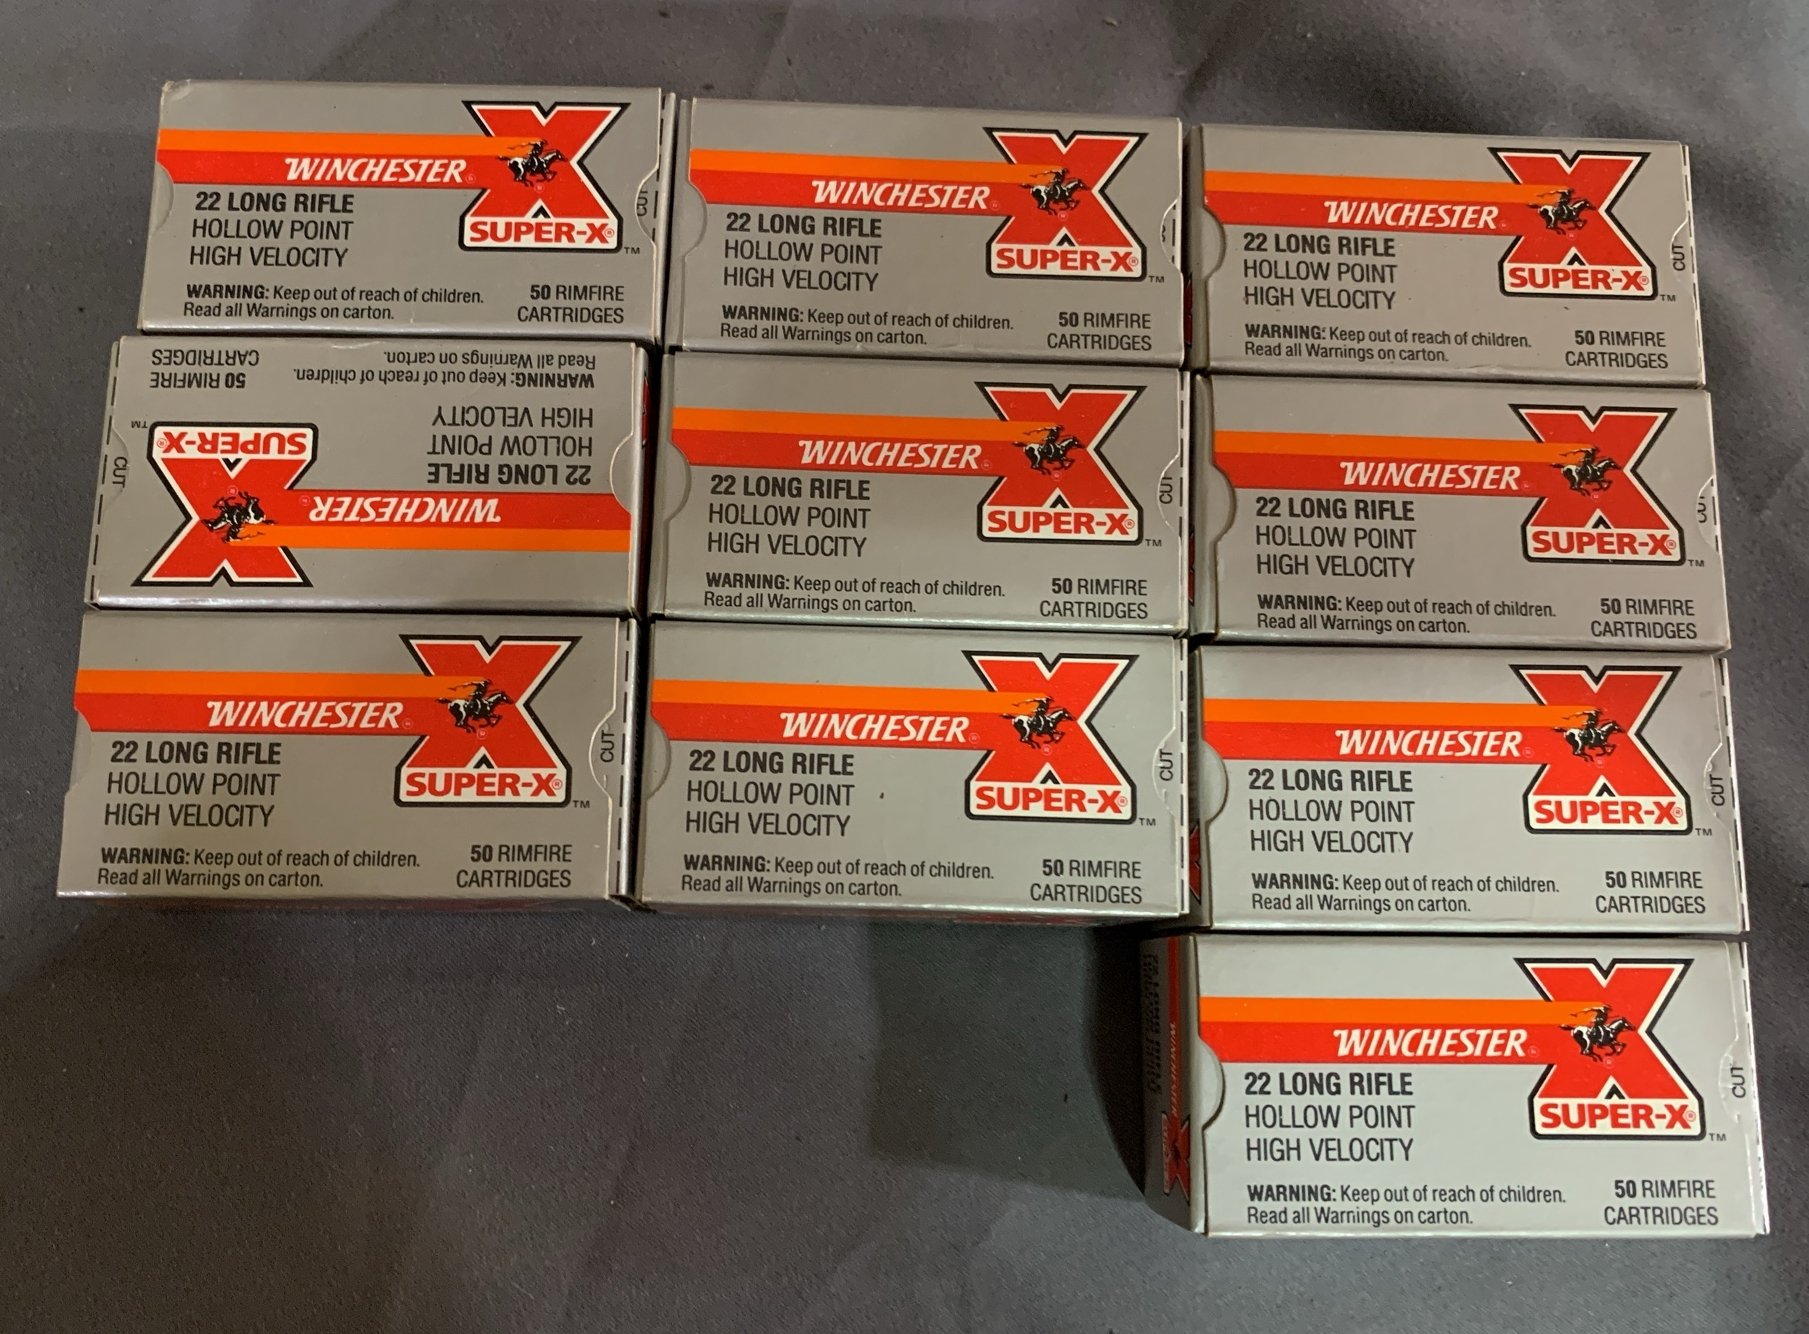 WINCHESTER
22 LONG RIFLE
HOLLOW POINT
HIGH VELOCITY
WARNING: Keep out of reach of children.
Read all Warnings on carton.
50 RIMFIRE
CARTRIDGES
X
SUPER-X® ™
CUT
WINCHESTER
22 LONG RIFLE
HOLLOW POINT
HIGH VELOCITY
WARNING: Keep out of reach of children.
Read all Warnings on carton.
50 RIMFIRE
CARTRIDGES
X
SUPER-X® ™
WINCHESTER
22 LONG RIFLE
HOLLOW POINT
HIGH VELOCITY
WARNING: Keep out of reach of children.
Read all Warnings on carton.
50 RIMFIRE
CARTRIDGES
X
SUPER-X® ™
CUT
WINCHESTER
22 LONG RIFLE
HOLLOW POINT
HIGH VELOCITY
WARNING: Keep out of reach of children.
Read all Warnings on carton.
50 RIMFIRE
CARTRIDGES
X
SUPER-X® ™
CUT
WINCHESTER
22 LONG RIFLE
HOLLOW POINT
HIGH VELOCITY
WARNING: Keep out of reach of children.
Read all Warnings on carton.
50 RIMFIRE
CARTRIDGES
X
SUPER-X® ™
CUT
WINCHESTER
22 LONG RIFLE
HOLLOW POINT
HIGH VELOCITY
WARNING: Keep out of reach of children.
Read all Warnings on carton.
50 RIMFIRE
CARTRIDGES
X
SUPER-X® ™
CUT
WINCHESTER
22 LONG RIFLE
HOLLOW POINT
HIGH VELOCITY
WARNING: Keep out of reach of children.
Read all Warnings on carton.
50 RIMFIRE
CARTRIDGES
X
SUPER-X® ™
CUT
WINCHESTER
22 LONG RIFLE
HOLLOW POINT
HIGH VELOCITY
WARNING: Keep out of reach of children.
Read all Warnings on carton.
50 RIMFIRE
CARTRIDGES
X
SUPER-X® ™
CUT
WINCHESTER
22 LONG RIFLE
HOLLOW POINT
HIGH VELOCITY
WARNING: Keep out of reach of children.
Read all Warnings on carton.
50 RIMFIRE
CARTRIDGES
X
SUPER-X® ™
CUT
WINCHESTER
22 LONG RIFLE
HOLLOW POINT
HIGH VELOCITY
WARNING: Keep out of reach of children.
Read all Warnings on carton.
50 RIMFIRE
CARTRIDGES
X
SUPER-X® ™
CUT